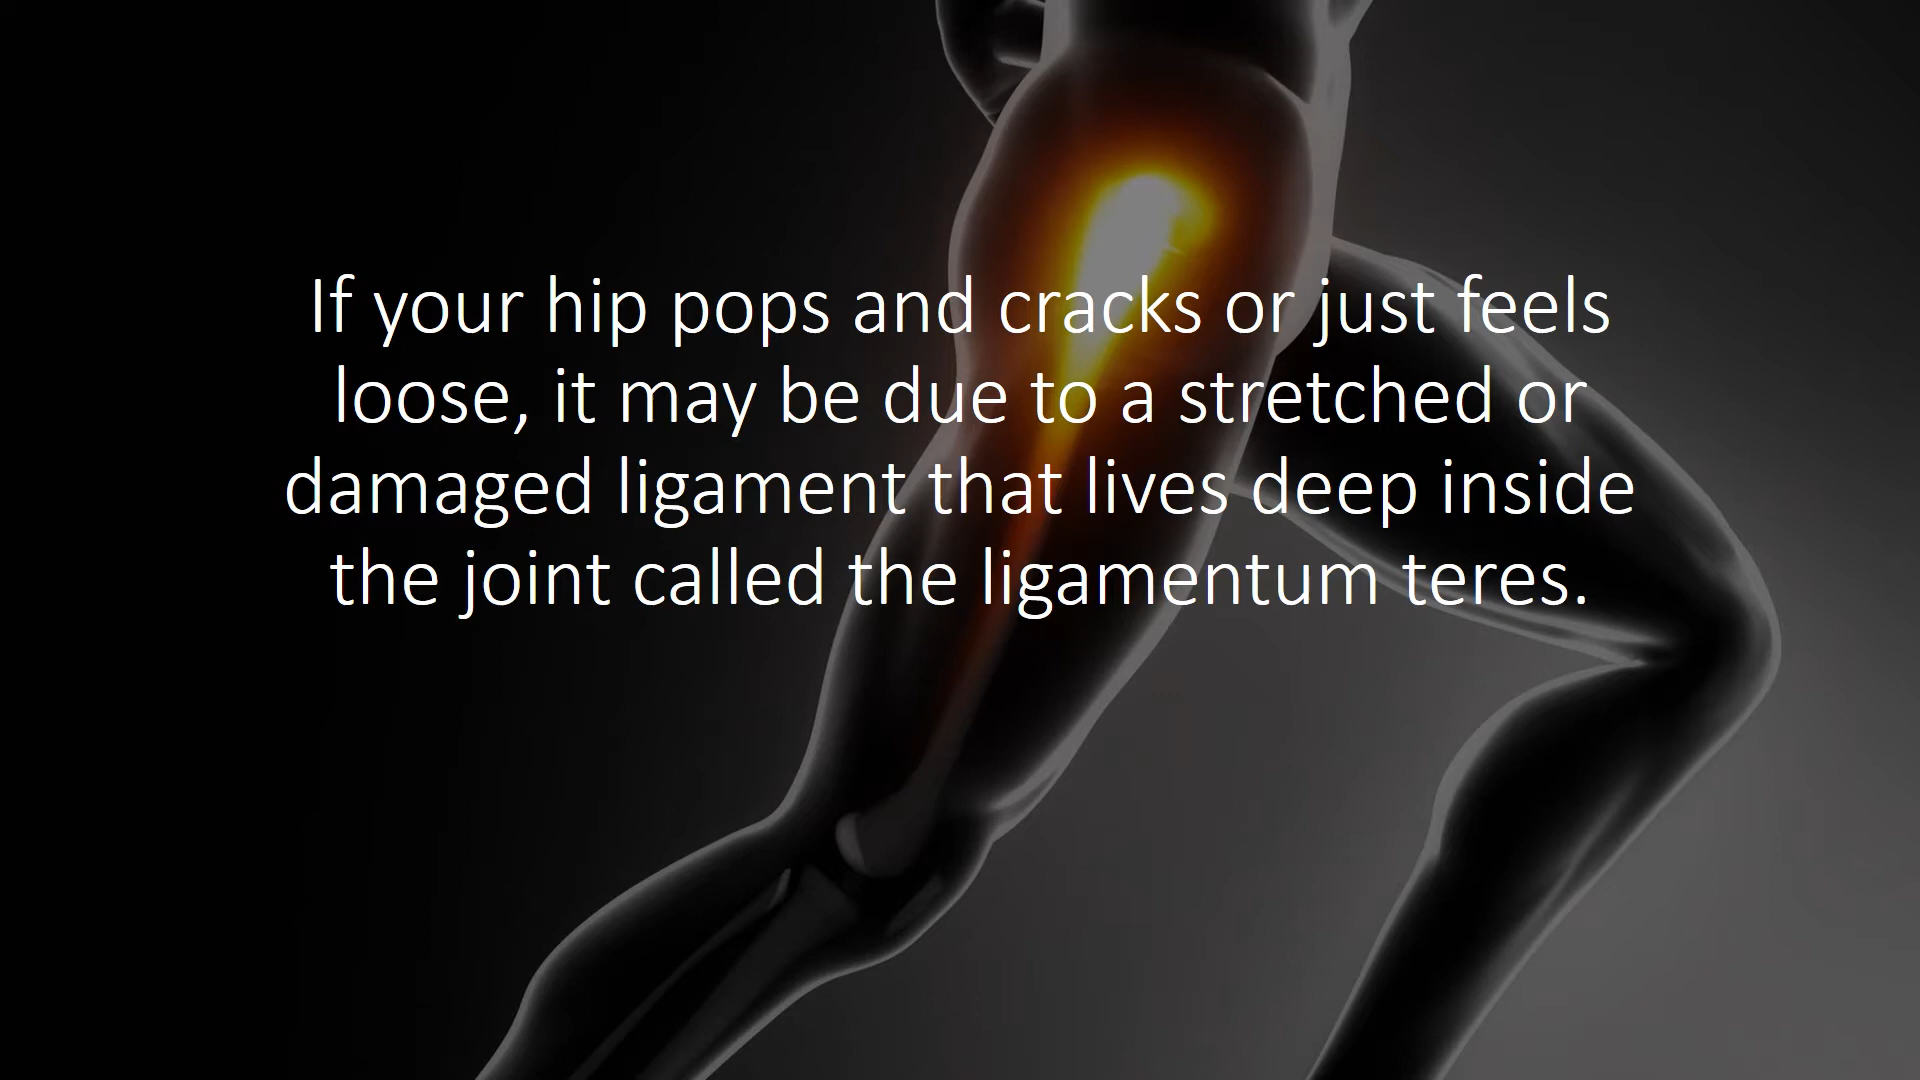 If your hip pops and cracks or just feels
loose, it may be due to a stretched or
damaged ligament that lives deep inside
the joint called the ligamentum teres.